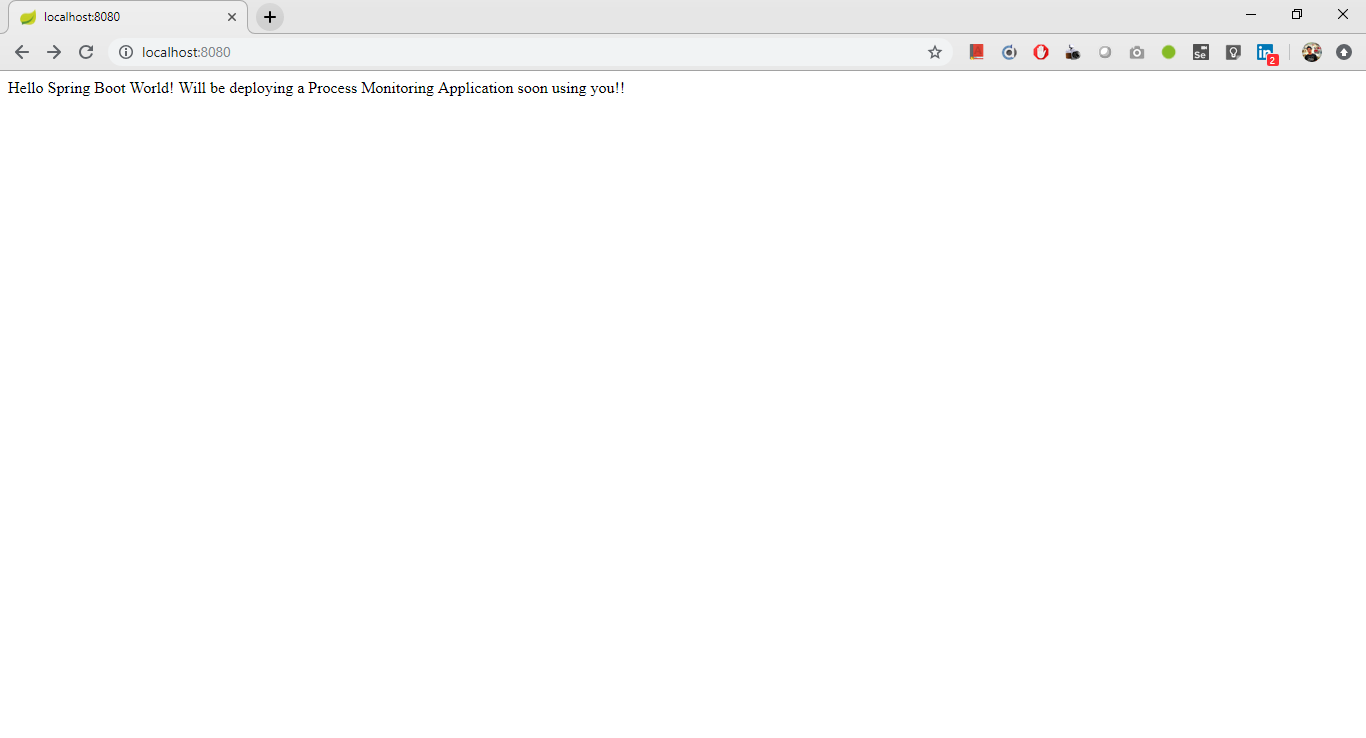 localhost:8080
localhost:8080
Se
in
2
Hello Spring Boot World! Will be deploying a Process Monitoring Application soon using you!!